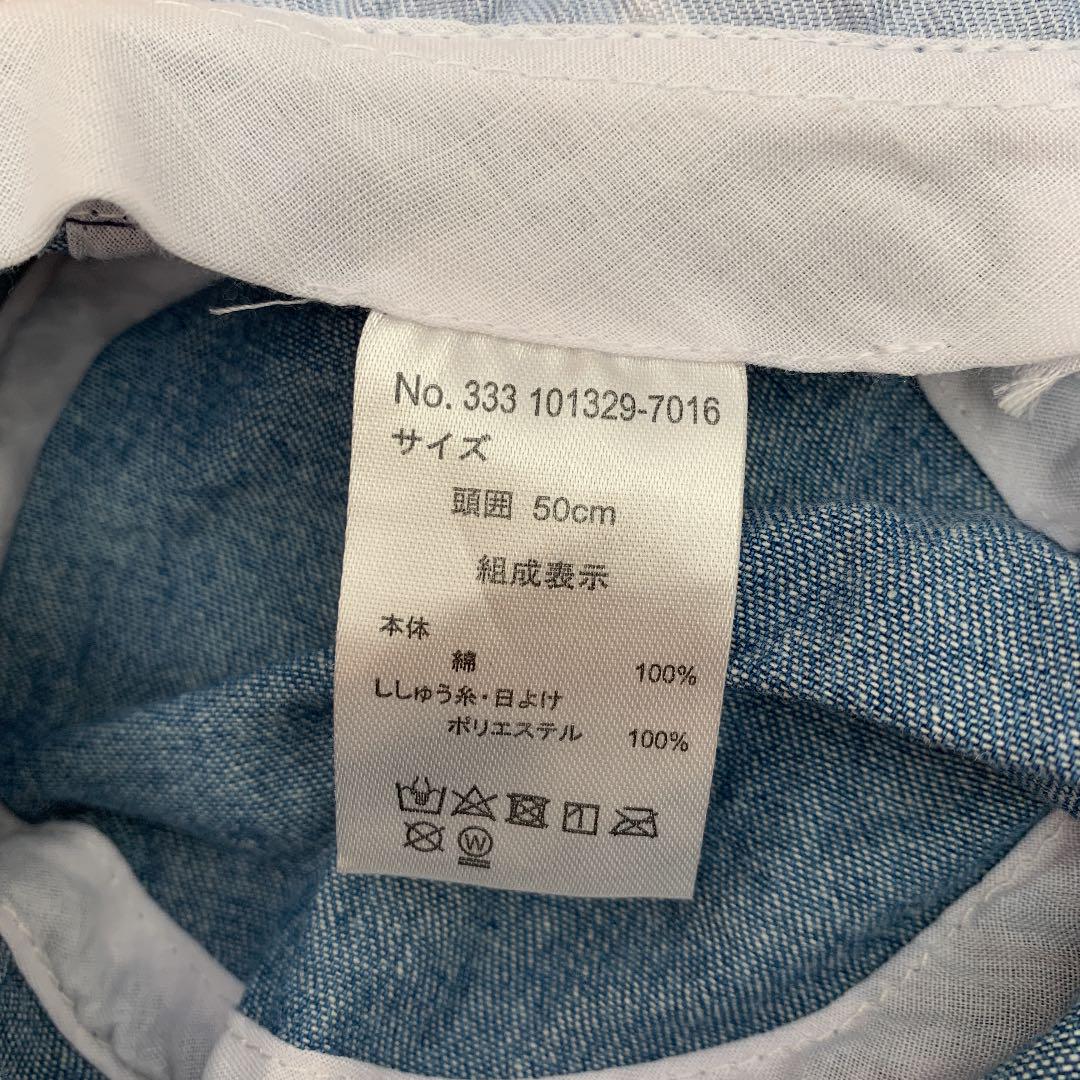 No. 333 101329-7016
サイズ
頭囲 50cm
組成表示
本体
綿 100%
ししゅう糸・日よけ
ポリエステル 100%
W